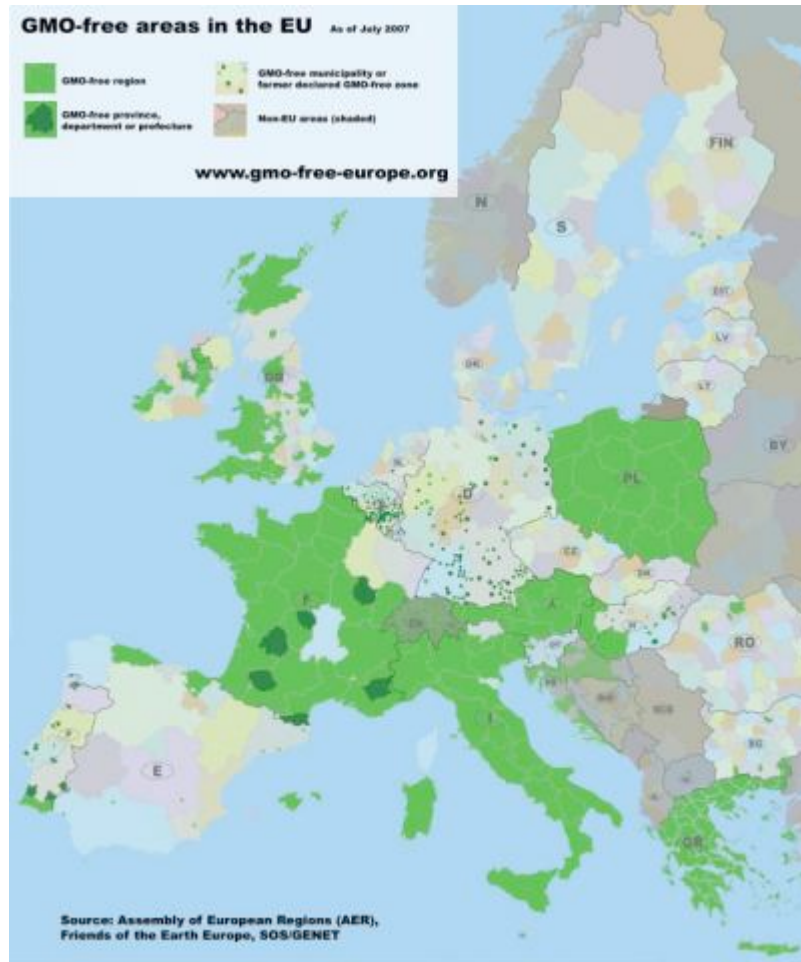 GMO-free areas in the EU As of July 2007
GMO-free region
GMO-free municipality or
former declared GMO-free zone
GMO-free province,
department or prefecture
Non-EU areas (shaded)
www.gmo-free-europe.org
FIN
N
S
EST
LV
DK
LT
GB
BY
NL
PL
D
CZ
SK
F
CH
A
H
RO
I
BG
E
GR
Source: Assembly of European Regions (AER),
Friends of the Earth Europe, SOS/GENET